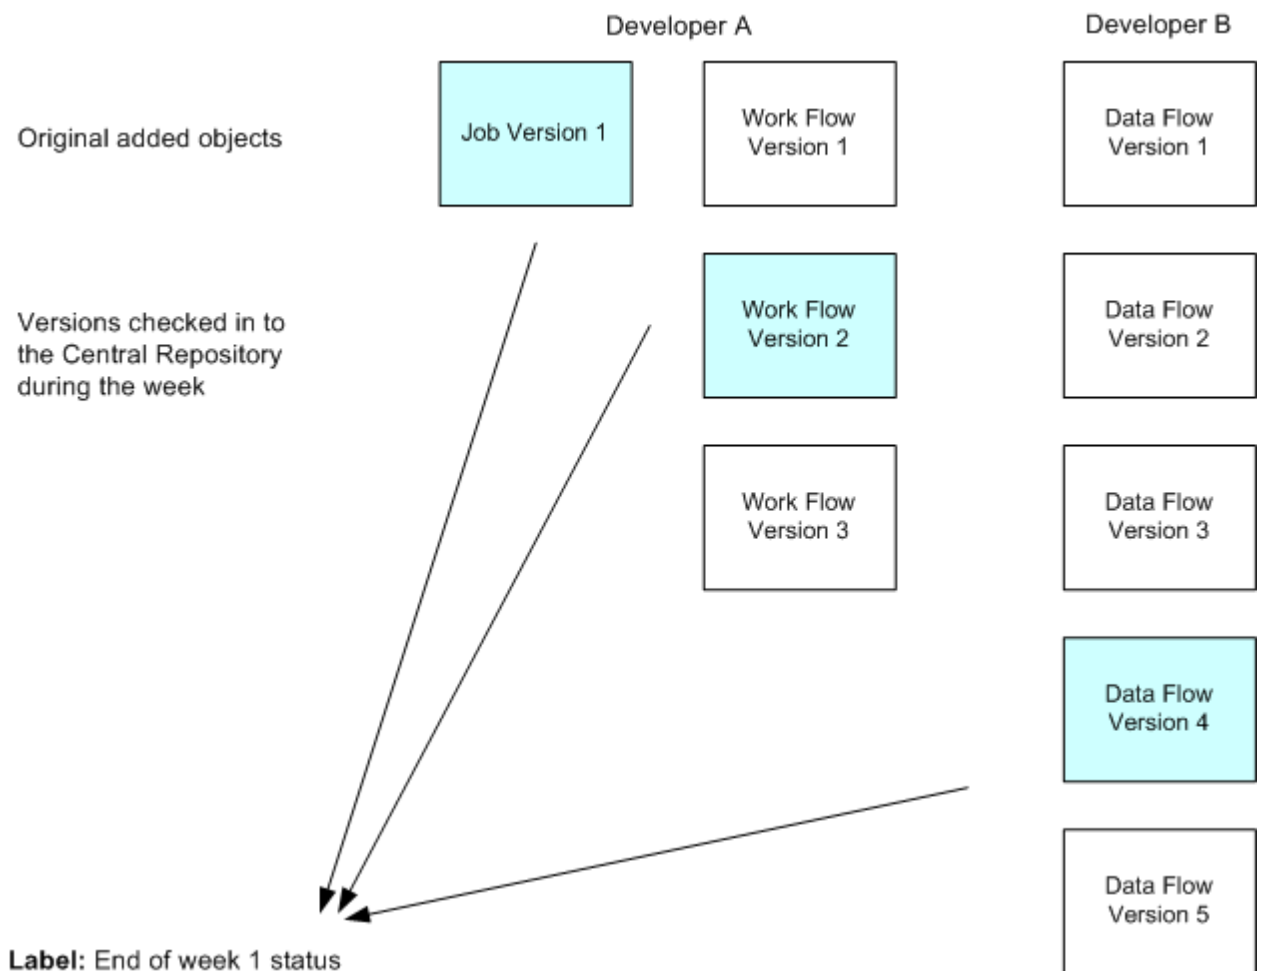 Developer A
Developer B
Original added objects
Job Version 1
Work Flow
Version 1
Data Flow
Version 1
Versions checked in to
the Central Repository
during the week
Work Flow
Version 2
Data Flow
Version 2
Work Flow
Version 3
Data Flow
Version 3
Data Flow
Version 4
Data Flow
Version 5
Label: End of week 1 status